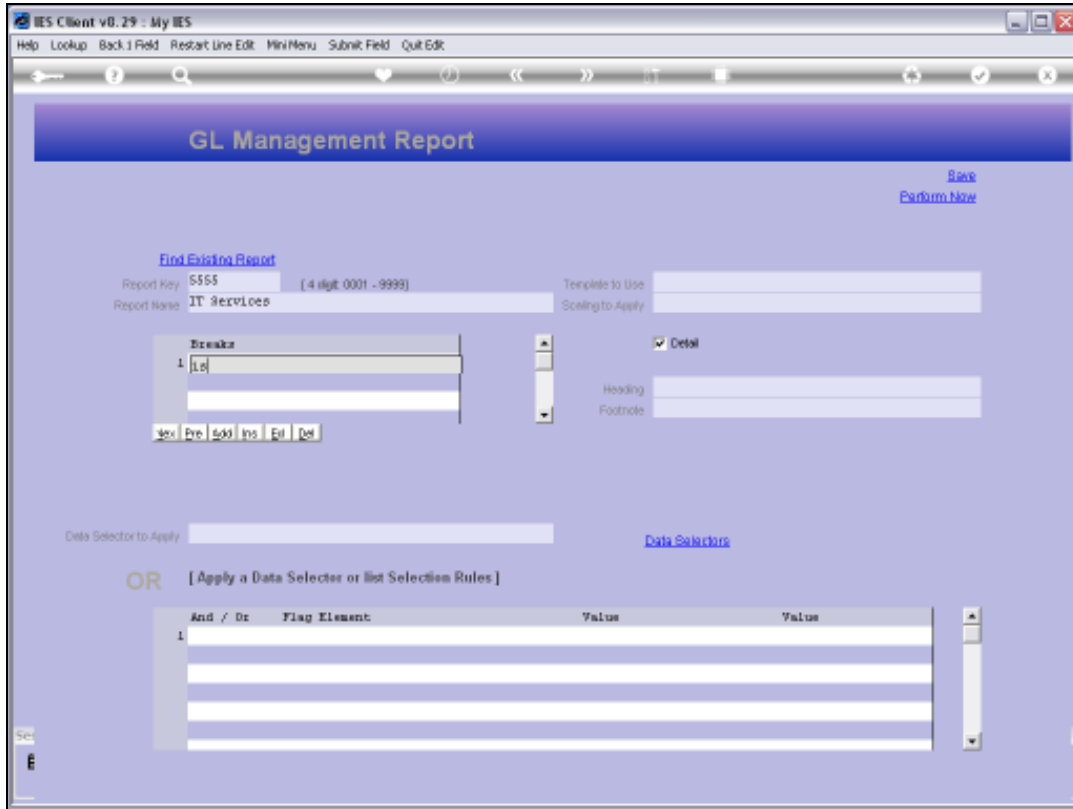 IES Client v8.29 : My IES
Help Lookup Back 1 Field Restart Line Edit MiniMenu Submit Field Quit Edit
GL Management Report
Save
Perform Now
Find Existing Report
Report Key 5555 [ 4 digit 0001 - 9999] Template to Use
Report Name IT Services Scaling to Apply
Breaks Detail
1 is
Heading
Footnote
Nex Pre Add Ins Ext Del
Data Selector to Apply Data Selectors
OR [ Apply a Data Selector or list Selection Rules ]
And / Or Flag Element Value Value
1